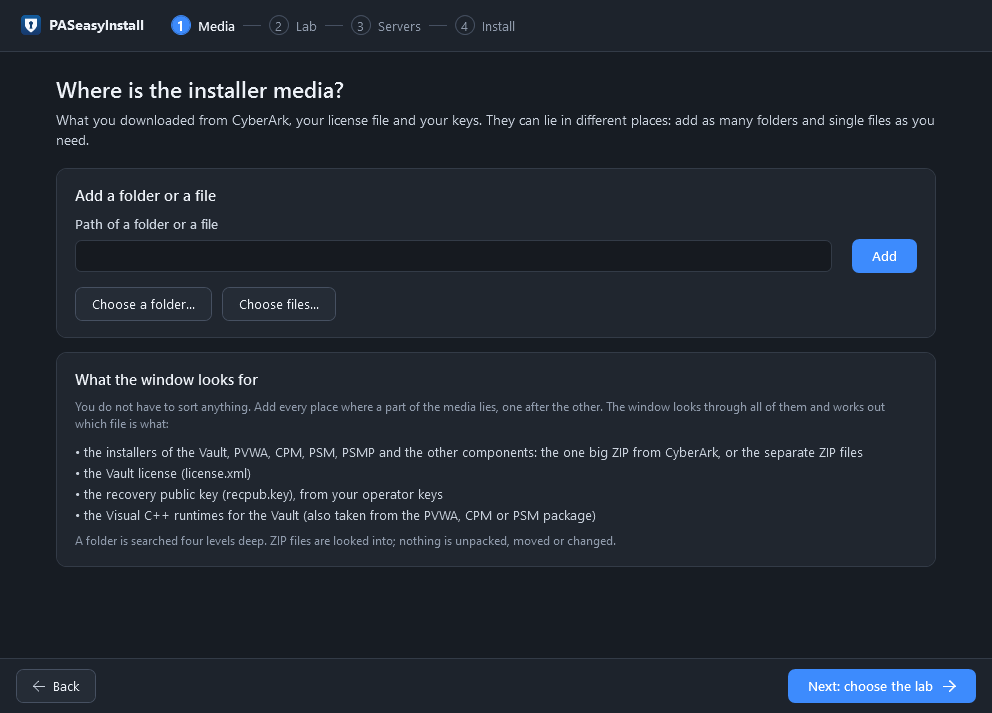 PASeasyInstall 1 Media 2 Lab 3 Servers 4 Install
Where is the installer media?
What you downloaded from CyberArk, your license file and your keys. They can lie in different places: add as many folders and single files as you
need.
Add a folder or a file
Path of a folder or a file
Add
Choose a folder... Choose files...
What the window looks for
You do not have to sort anything. Add every place where a part of the media lies, one after the other. The window looks through all of them and works out
which file is what:
• the installers of the Vault, PVWA, CPM, PSM, PSMP and the other components: the one big ZIP from CyberArk, or the separate ZIP files
• the Vault license (license.xml)
• the recovery public key (recpub.key), from your operator keys
• the Visual C++ runtimes for the Vault (also taken from the PVWA, CPM or PSM package)
A folder is searched four levels deep. ZIP files are looked into; nothing is unpacked, moved or changed.
Back Next: choose the lab